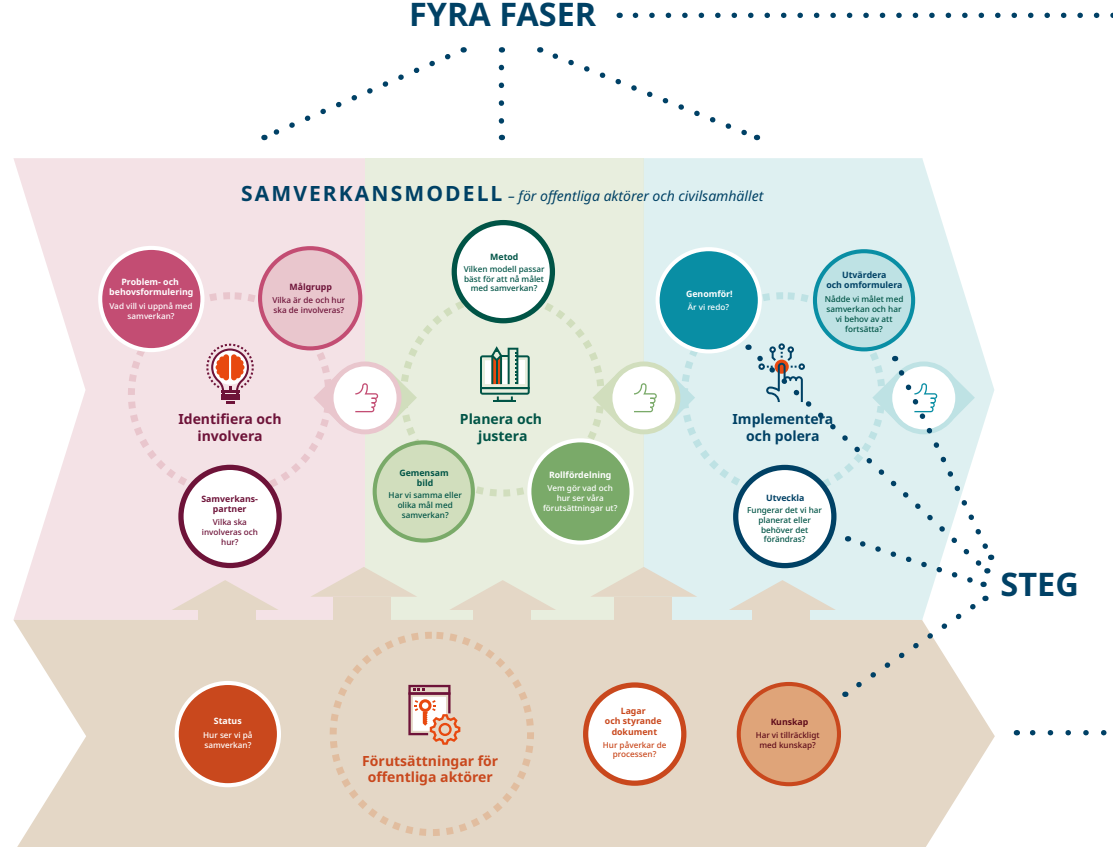 FYRA FASER
SAMVERKANSMODELL – för offentliga aktörer och civilsamhället
Problem- och
behovsformulering
Vad vill vi uppnå med
samverkan?
Målgrupp
Vilka är de och hur
ska de involveras?
Identifiera och
involvera
Samverkans-
partner
Vilka ska
involveras och
hur?
Metod
Vilken modell passar
bäst för att nå målet
med samverkan?
Planera och
justera
Gemensam
bild
Har vi samma eller
olika mål med
samverkan?
Rollfördelning
Vem gör vad och
hur ser våra
förutsättningar ut?
Genomför!
Är vi redo?
Utvärdera
och omformulera
Nådde vi målet med
samverkan och har
vi behov av att
fortsätta?
Implementera
och polera
Utveckla
Fungerar det vi har
planerat eller
behöver det
förändras?
STEG
Status
Hur ser vi på
samverkan?
Förutsättningar för
offentliga aktörer
Lagar
och styrande
dokument
Hur påverkar de
processen?
Kunskap
Har vi tillräckligt
med kunskap?